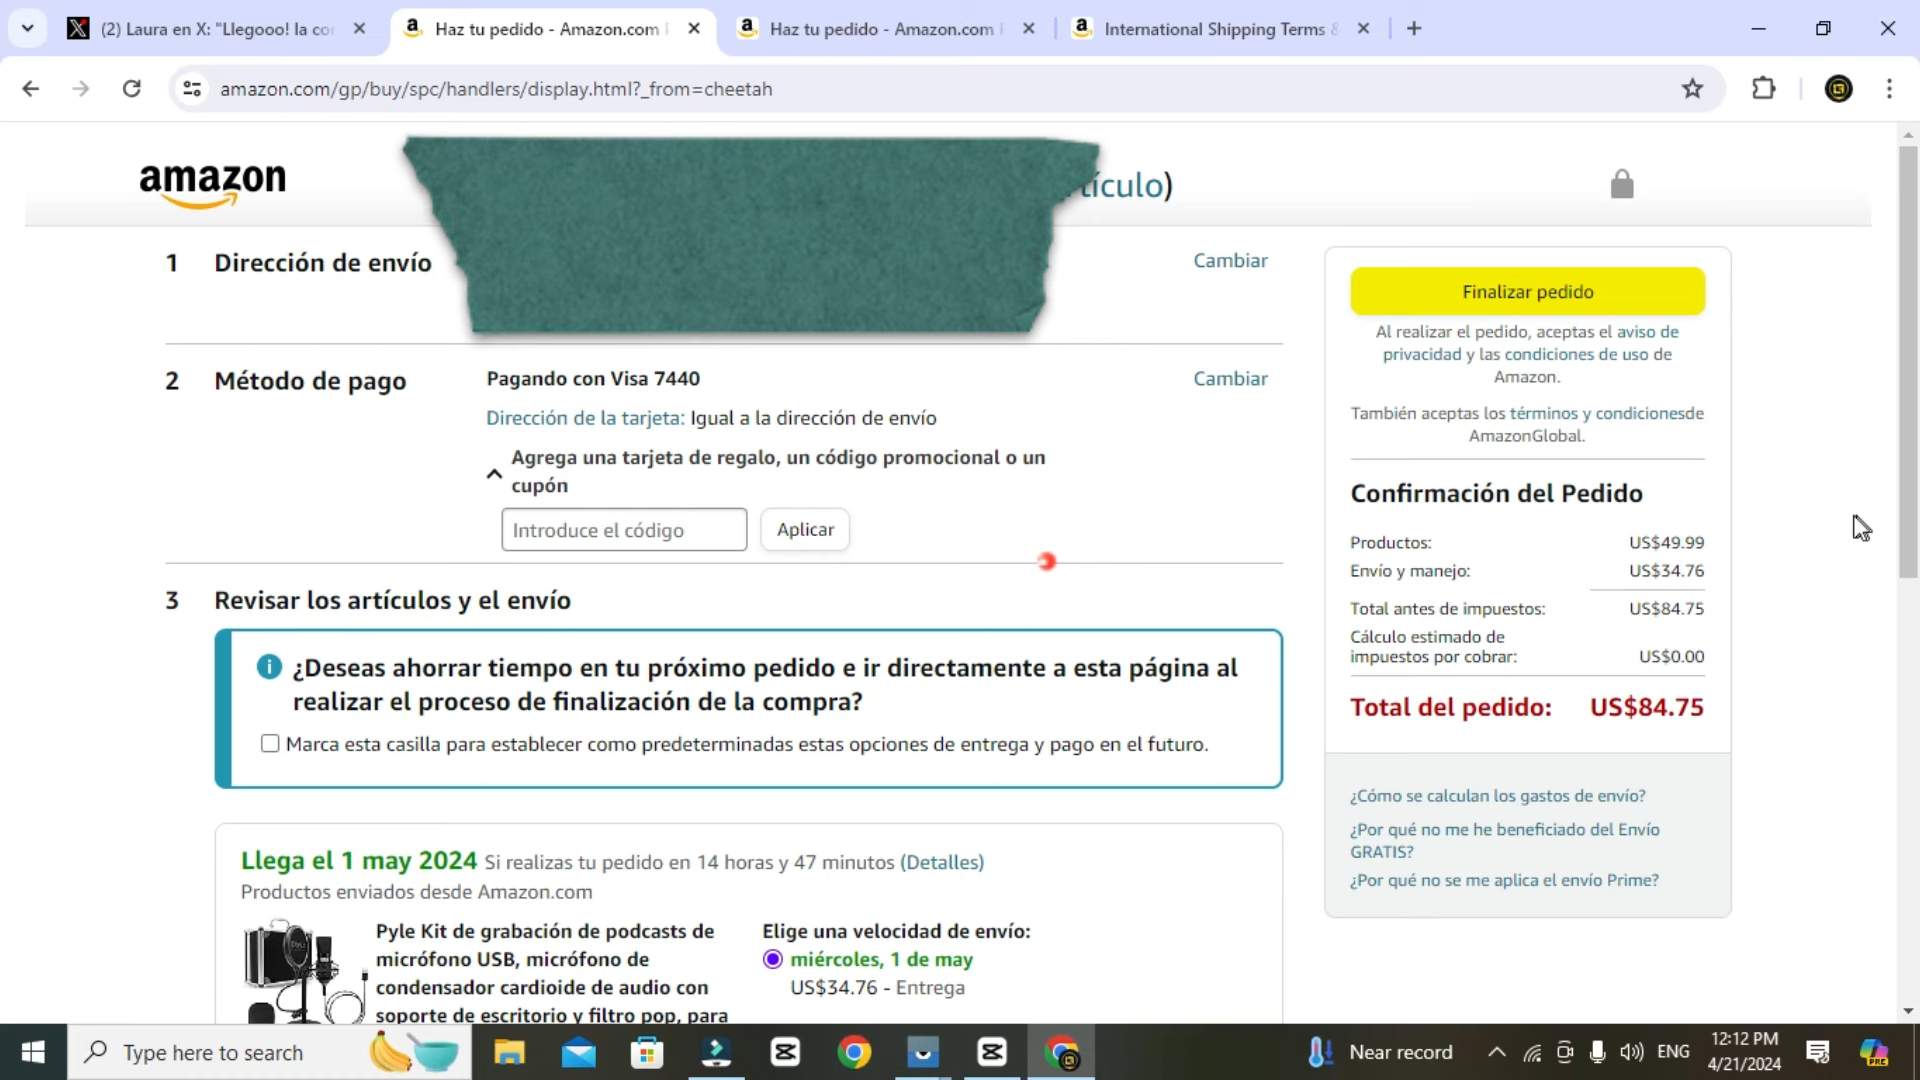 (2) Laura en X: "Llegooo! la co
Haz tu pedido - Amazon.com
Haz tu pedido - Amazon.com
International Shipping Terms &
amazon.com/gp/buy/spc/handlers/display.html?_from=cheetah
amazon
tículo)
1 Dirección de envío
Cambiar
2 Método de pago
Pagando con Visa 7440
Cambiar
Dirección de la tarjeta: Igual a la dirección de envío
Agrega una tarjeta de regalo, un código promocional o un
cupón
Introduce el código
Aplicar
3 Revisar los artículos y el envío
¿Deseas ahorrar tiempo en tu próximo pedido e ir directamente a esta página al
realizar el proceso de finalización de la compra?
Marca esta casilla para establecer como predeterminadas estas opciones de entrega y pago en el futuro.
Llega el 1 may 2024 Si realizas tu pedido en 14 horas y 47 minutos (Detalles)
Productos enviados desde Amazon.com
Pyle Kit de grabación de podcasts de
micrófono USB, micrófono de
condensador cardioide de audio con
soporte de escritorio y filtro pop, para
Elige una velocidad de envío:
miércoles, 1 de may
US$34.76 - Entrega
Finalizar pedido
Al realizar el pedido, aceptas el aviso de
privacidad y las condiciones de uso de
Amazon.
También aceptas los términos y condicionesde
AmazonGlobal.
Confirmación del Pedido
Productos: US$49.99
Envío y manejo: US$34.76
Total antes de impuestos: US$84.75
Cálculo estimado de
impuestos por cobrar: US$0.00
Total del pedido: US$84.75
¿Cómo se calculan los gastos de envío?
¿Por qué no me he beneficiado del Envío
GRATIS?
¿Por qué no se me aplica el envío Prime?
Type here to search
Near record
ENG
12:12 PM
4/21/2024
PRE